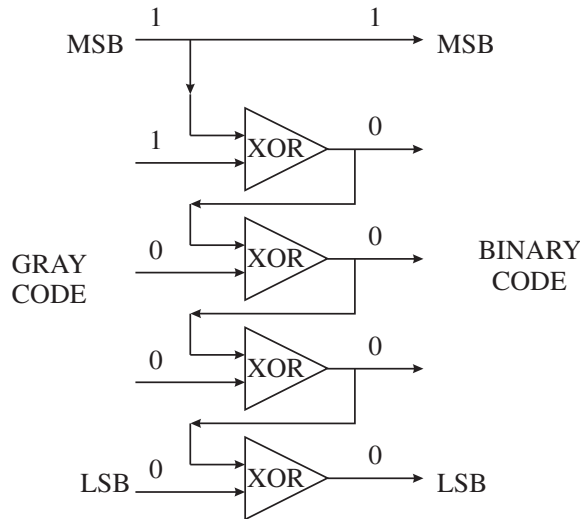 1 1
MSB MSB
1 XOR 0
0 XOR 0
GRAY CODE
BINARY CODE
0 XOR 0
LSB 0 XOR 0 LSB